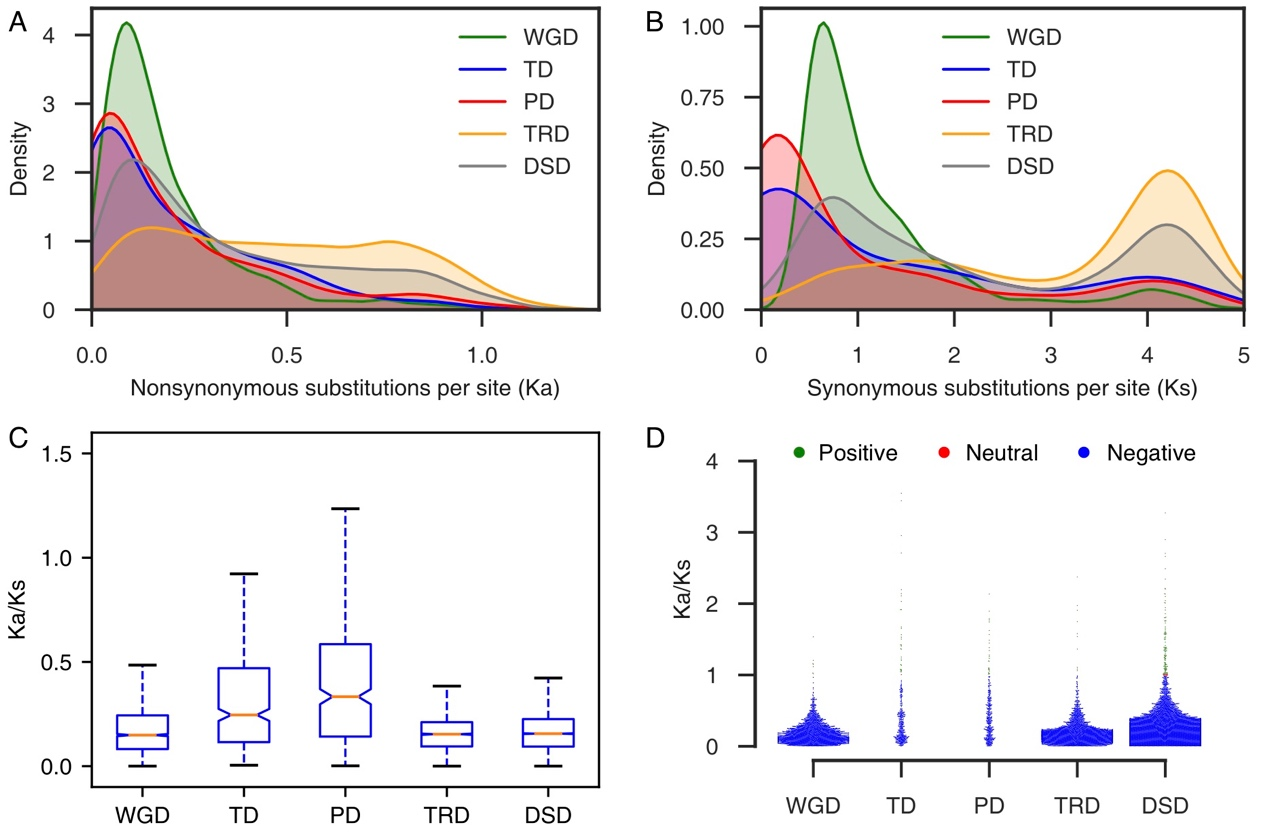 A
4
3
2
1
0
Density
0.0 0.5 1.0
Nonsynonymous substitutions per site (Ka)
WGD
TD
PD
TRD
DSD
B
1.00
0.75
0.50
0.25
0.00
Density
0 1 2 3 4 5
Synonymous substitutions per site (Ks)
WGD
TD
PD
TRD
DSD
C
1.5
1.0
0.5
0.0
Ka/Ks
WGD TD PD TRD DSD
D
Positive Neutral Negative
4
3
2
1
0
Ka/Ks
WGD TD PD TRD DSD